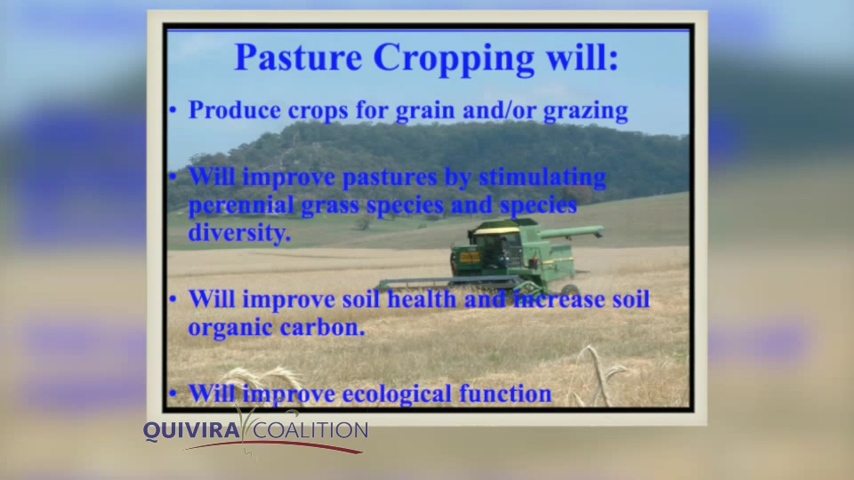 Pasture Cropping will:
• Produce crops for grain and/or grazing
• Will improve pastures by stimulating
perennial grass species and species
diversity.
• Will improve soil health and increase soil
organic carbon.
• Will improve ecological function
QUIVIRA COALITION